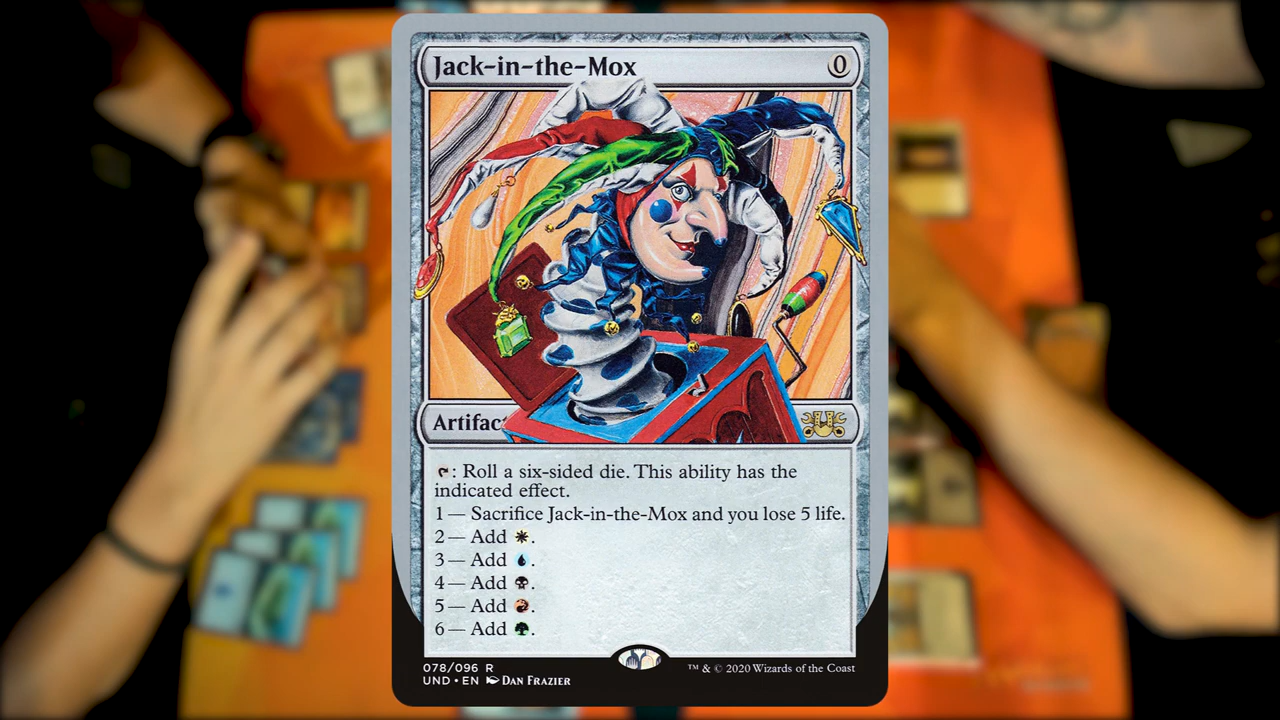 Jack-in-the-Mox 0
Artifac
: Roll a six-sided die. This ability has the
indicated effect.
1 — Sacrifice Jack-in-the-Mox and you lose 5 life.
2 — Add .
3 — Add .
4 — Add .
5 — Add .
6 — Add .
078/096 R
™ & © 2020 Wizards of the Coast
UND • EN DAN FRAZIER